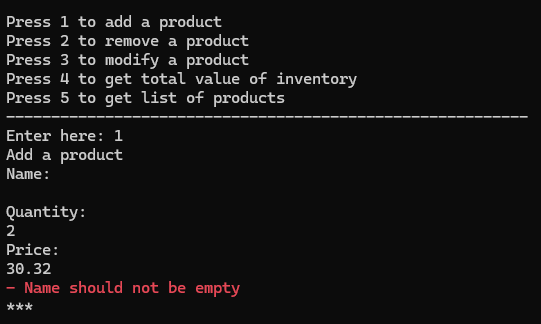 Press 1 to add a product
Press 2 to remove a product
Press 3 to modify a product
Press 4 to get total value of inventory
Press 5 to get list of products
----------------------------------------------------------
Enter here: 1
Add a product
Name:

Quantity:
2
Price:
30.32
- Name should not be empty
***